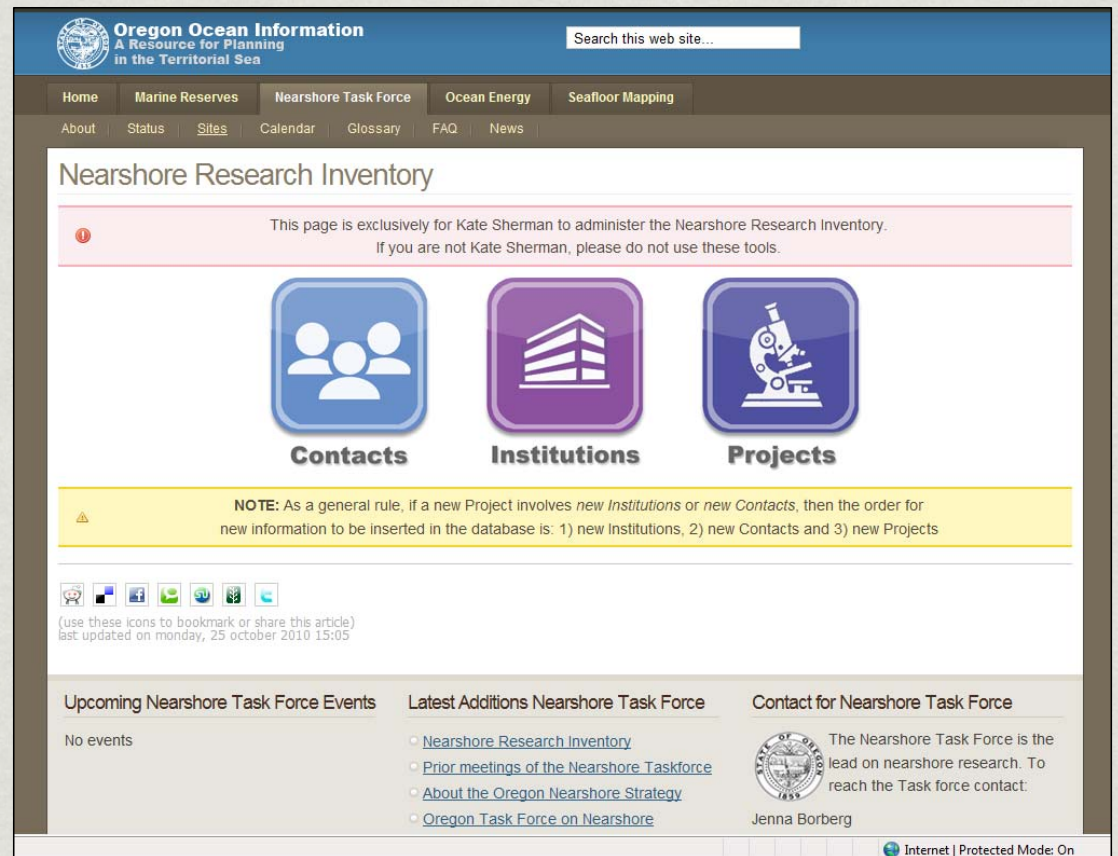 Oregon Ocean Information
A Resource for Planning
in the Territorial Sea
Search this web site...
Home Marine Reserves Nearshore Task Force Ocean Energy Seafloor Mapping
About Status Sites Calendar Glossary FAQ News
Nearshore Research Inventory
This page is exclusively for Kate Sherman to administer the Nearshore Research Inventory.
If you are not Kate Sherman, please do not use these tools.
Contacts Institutions Projects
NOTE: As a general rule, if a new Project involves new Institutions or new Contacts, then the order for
new information to be inserted in the database is: 1) new Institutions, 2) new Contacts and 3) new Projects
(use these icons to bookmark or share this article)
last updated on monday, 25 october 2010 15:05
Upcoming Nearshore Task Force Events
No events
Latest Additions Nearshore Task Force
Nearshore Research Inventory
Prior meetings of the Nearshore Taskforce
About the Oregon Nearshore Strategy
Oregon Task Force on Nearshore
Contact for Nearshore Task Force
STATE OF OREGON
1859
The Nearshore Task Force is the
lead on nearshore research. To
reach the Task force contact:
Jenna Borberg
Internet | Protected Mode: On